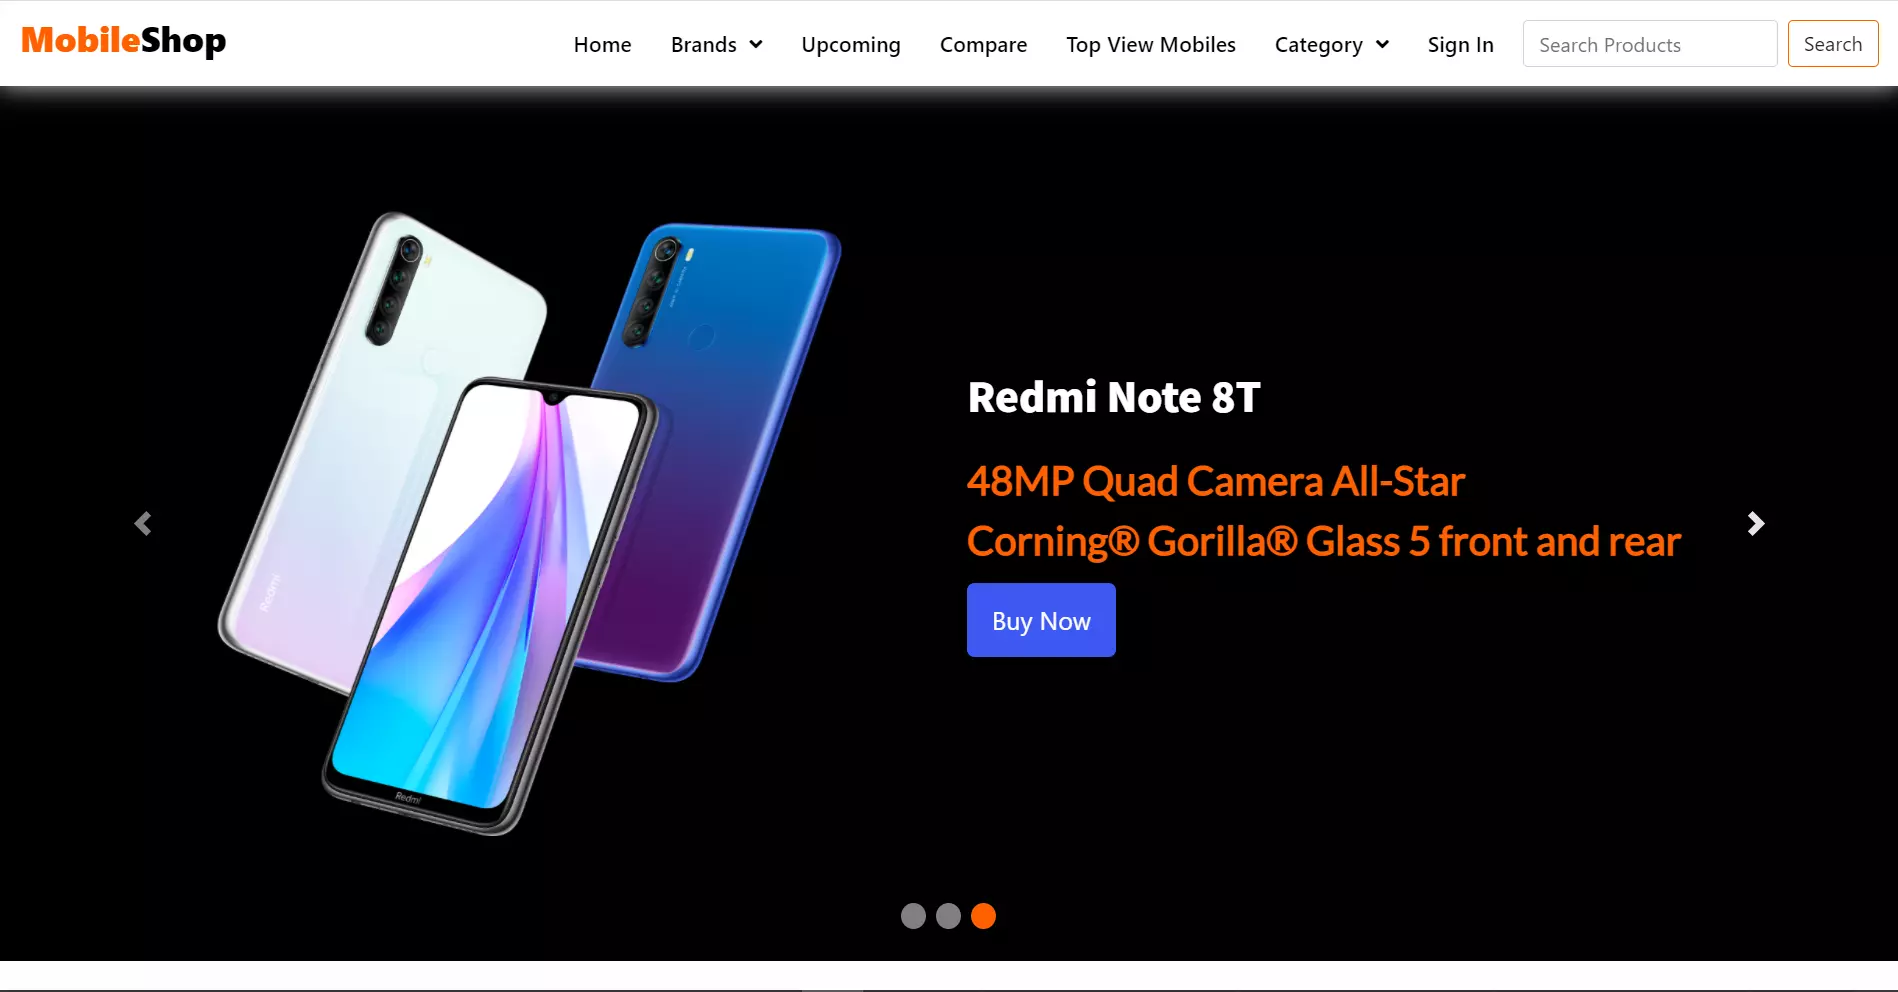 MobileShop
Home
Brands
Upcoming
Compare
Top View Mobiles
Category
Sign In
Search Products
Search
Redmi
Redmi
Redmi Note 8T
48MP Quad Camera All-Star
Corning® Gorilla® Glass 5 front and rear
Buy Now